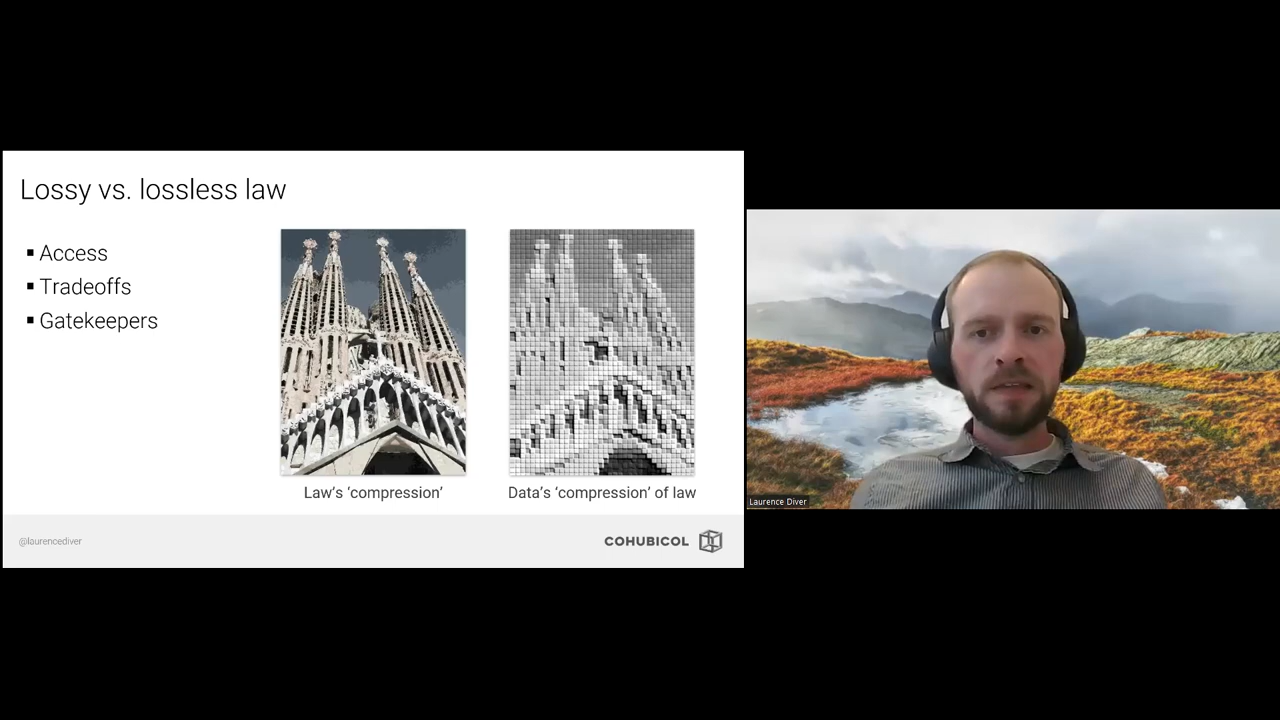 Lossy vs. lossless law
▪ Access
▪ Tradeoffs
▪ Gatekeepers
Law's 'compression'
Data's 'compression' of law
@laurencediver
COHUBICOL
Laurence Diver